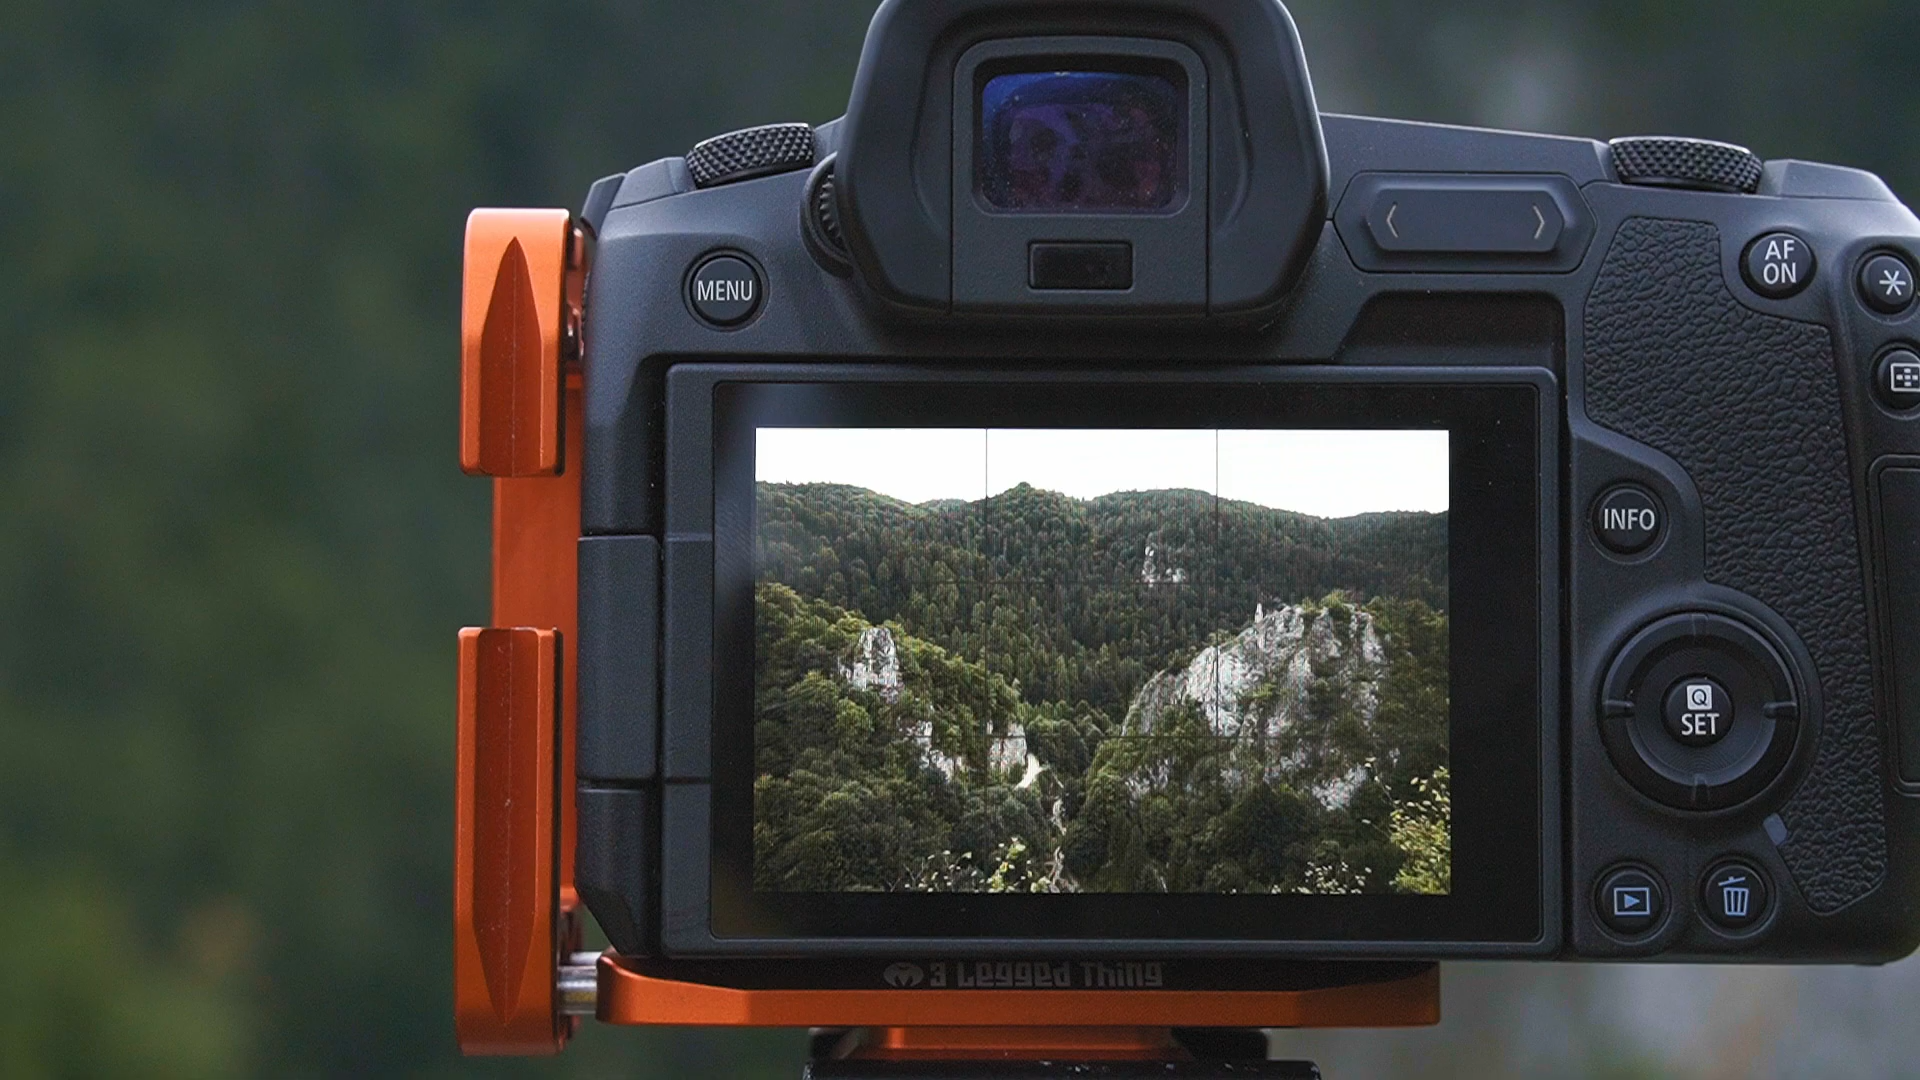 MENU
AF
ON
INFO
Q
SET
3 Legged Thing